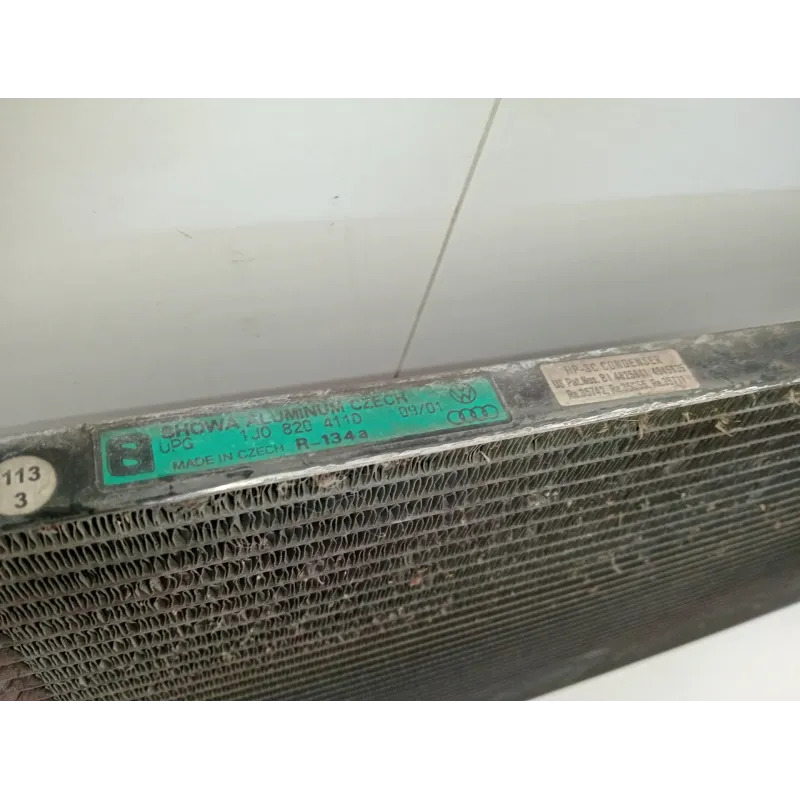 113
3
S
SHOWA ALUMINUM CZECH
UPG 1J0 820 411D 09/01
MADE IN CZECH R-134a
HP-SC CONDENSER